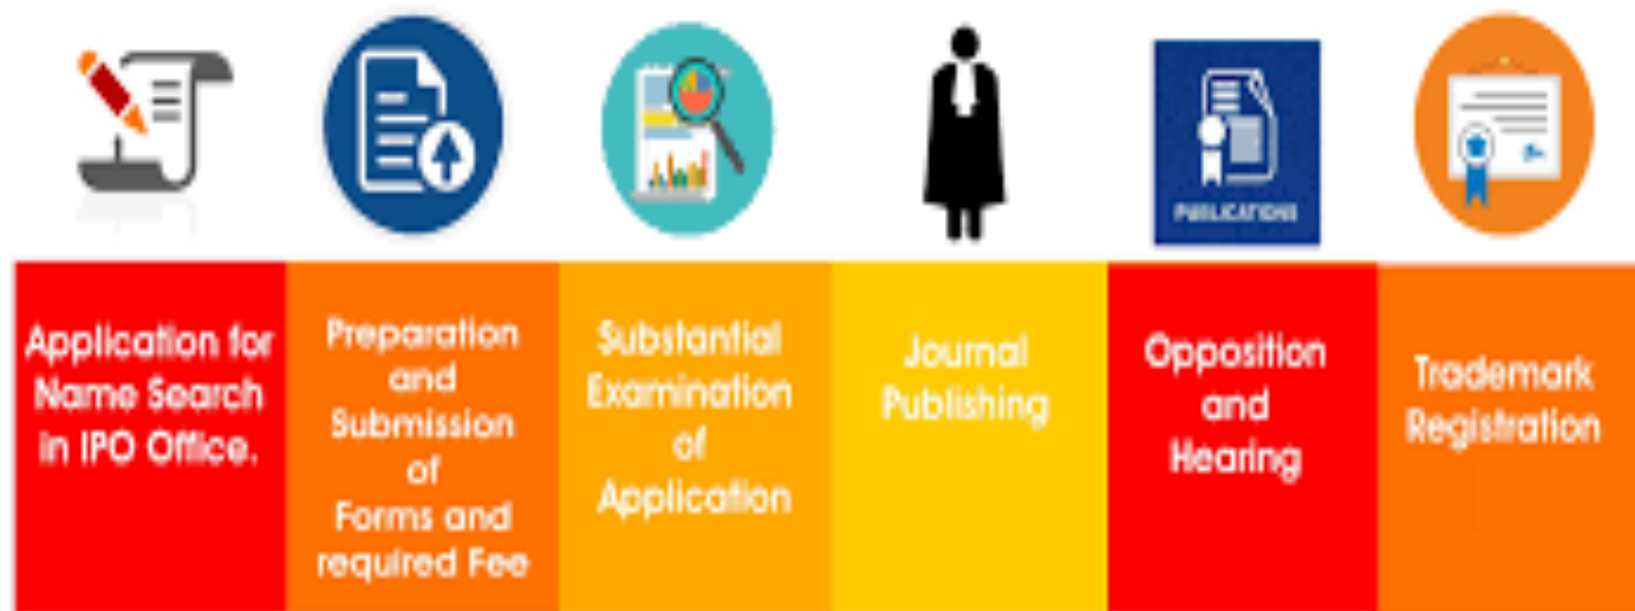 PUBLICATIONS
Application for
Name Search
in IPO Office.
Preparation
and
Submission
of
Forms and
required Fee
Substantial
Examination
of
Application
Journal
Publishing
Opposition
and
Hearing
Trademark
Registration